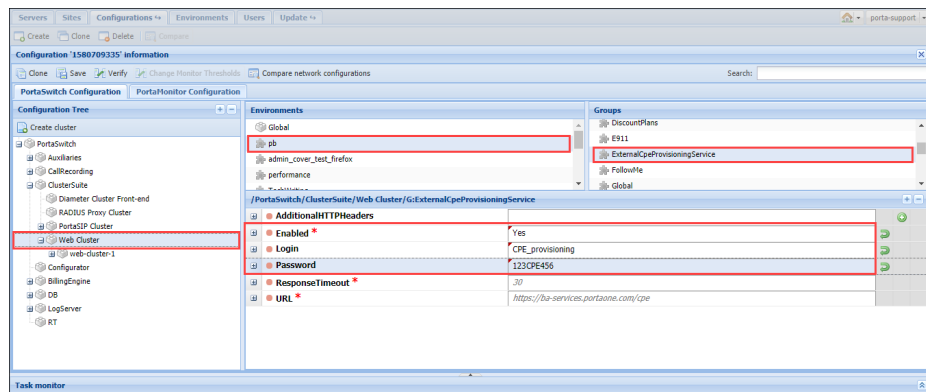 Servers Sites Configurations Environments Users Update porta-support
Create Clone Delete Compare
Configuration '1580709335' information
Clone Save Verify Change Monitor Thresholds Compare network configurations Search:
PortaSwitch Configuration PortaMonitor Configuration
Configuration Tree
Create cluster
PortaSwitch
Auxiliaries
CallRecording
ClusterSuite
Diameter Cluster Front-end
RADIUS Proxy Cluster
PortaSIP Cluster
Web Cluster
web-cluster-1
Configurator
BillingEngine
DB
LogServer
RT
Environments
Global
pb
admin_cover_test_firefox
performance
TechWriting
Groups
DiscountPlans
E911
ExternalCpeProvisioningService
FollowMe
Global
/PortaSwitch/ClusterSuite/Web Cluster/G:ExternalCpeProvisioningService
AdditionalHTTPHeaders
Enabled * Yes
Login CPE_provisioning
Password 123CPE456
ResponseTimeout * 30
URL * https://ba-services.portaone.com/cpe
Task monitor